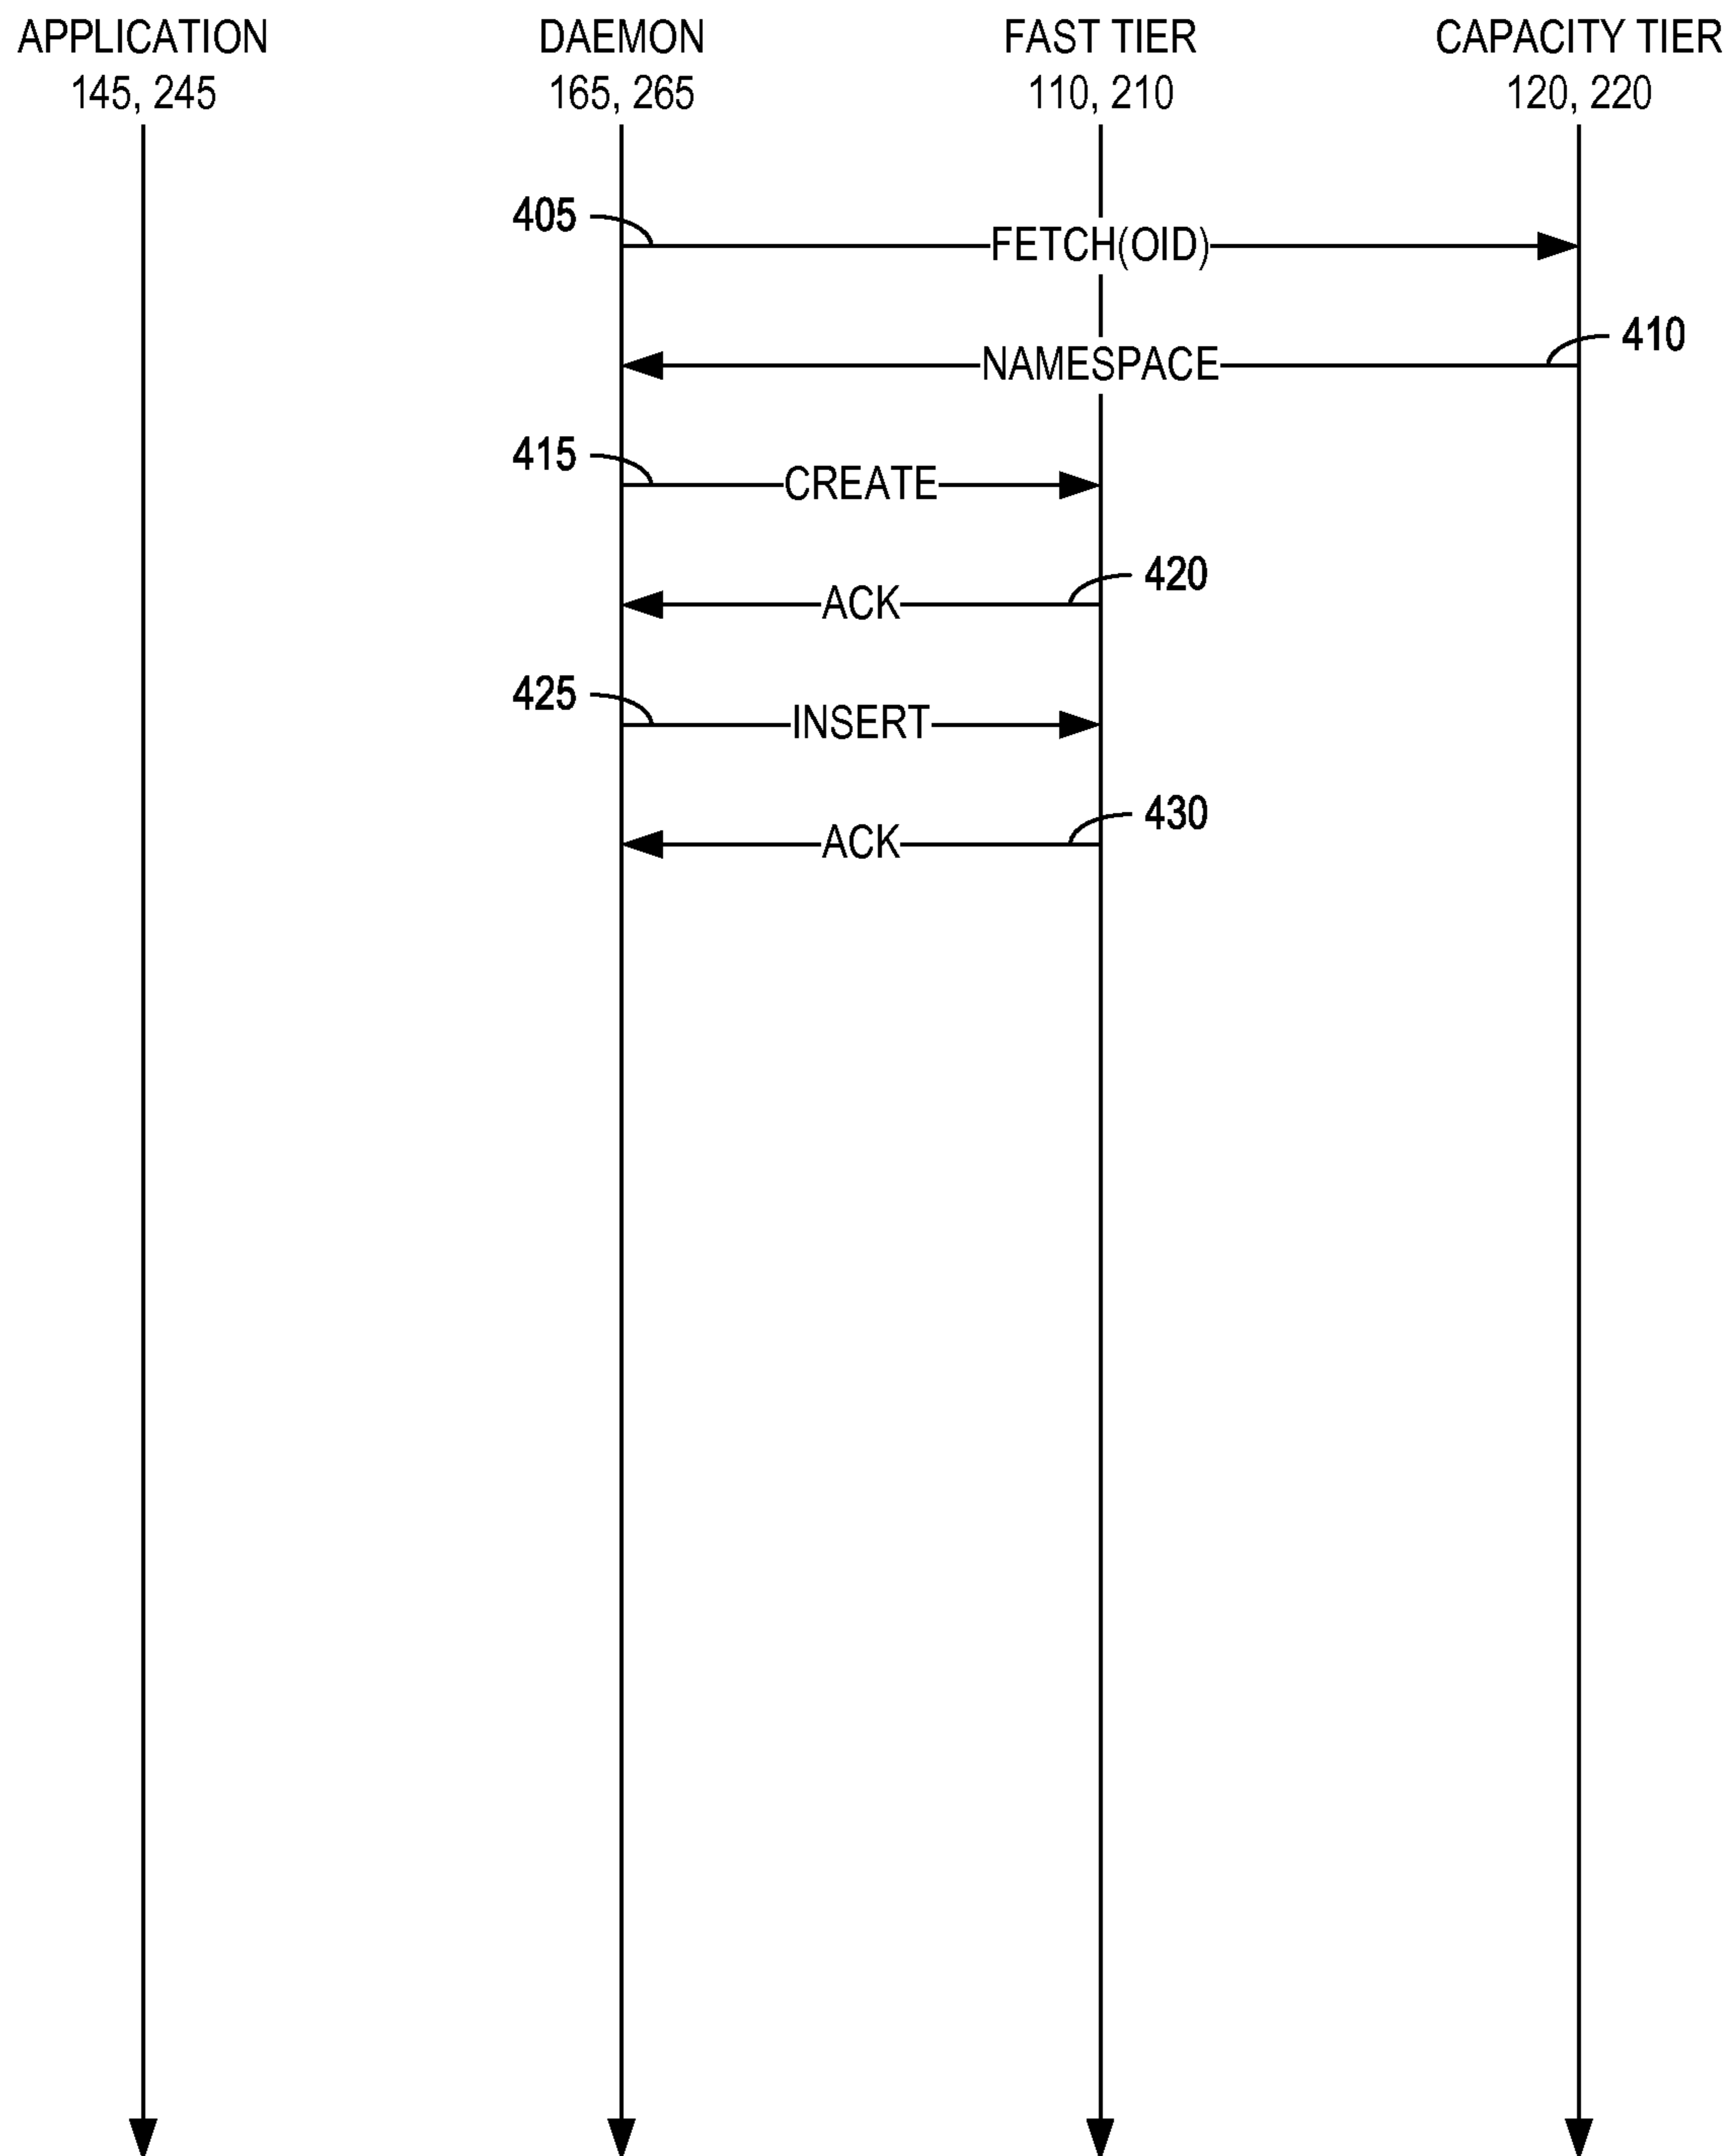 APPLICATION
145, 245
DAEMON
165, 265
FAST TIER
110, 210
CAPACITY TIER
120, 220
405
FETCH(OID)
410
NAMESPACE
415
CREATE
420
ACK
425
INSERT
430
ACK